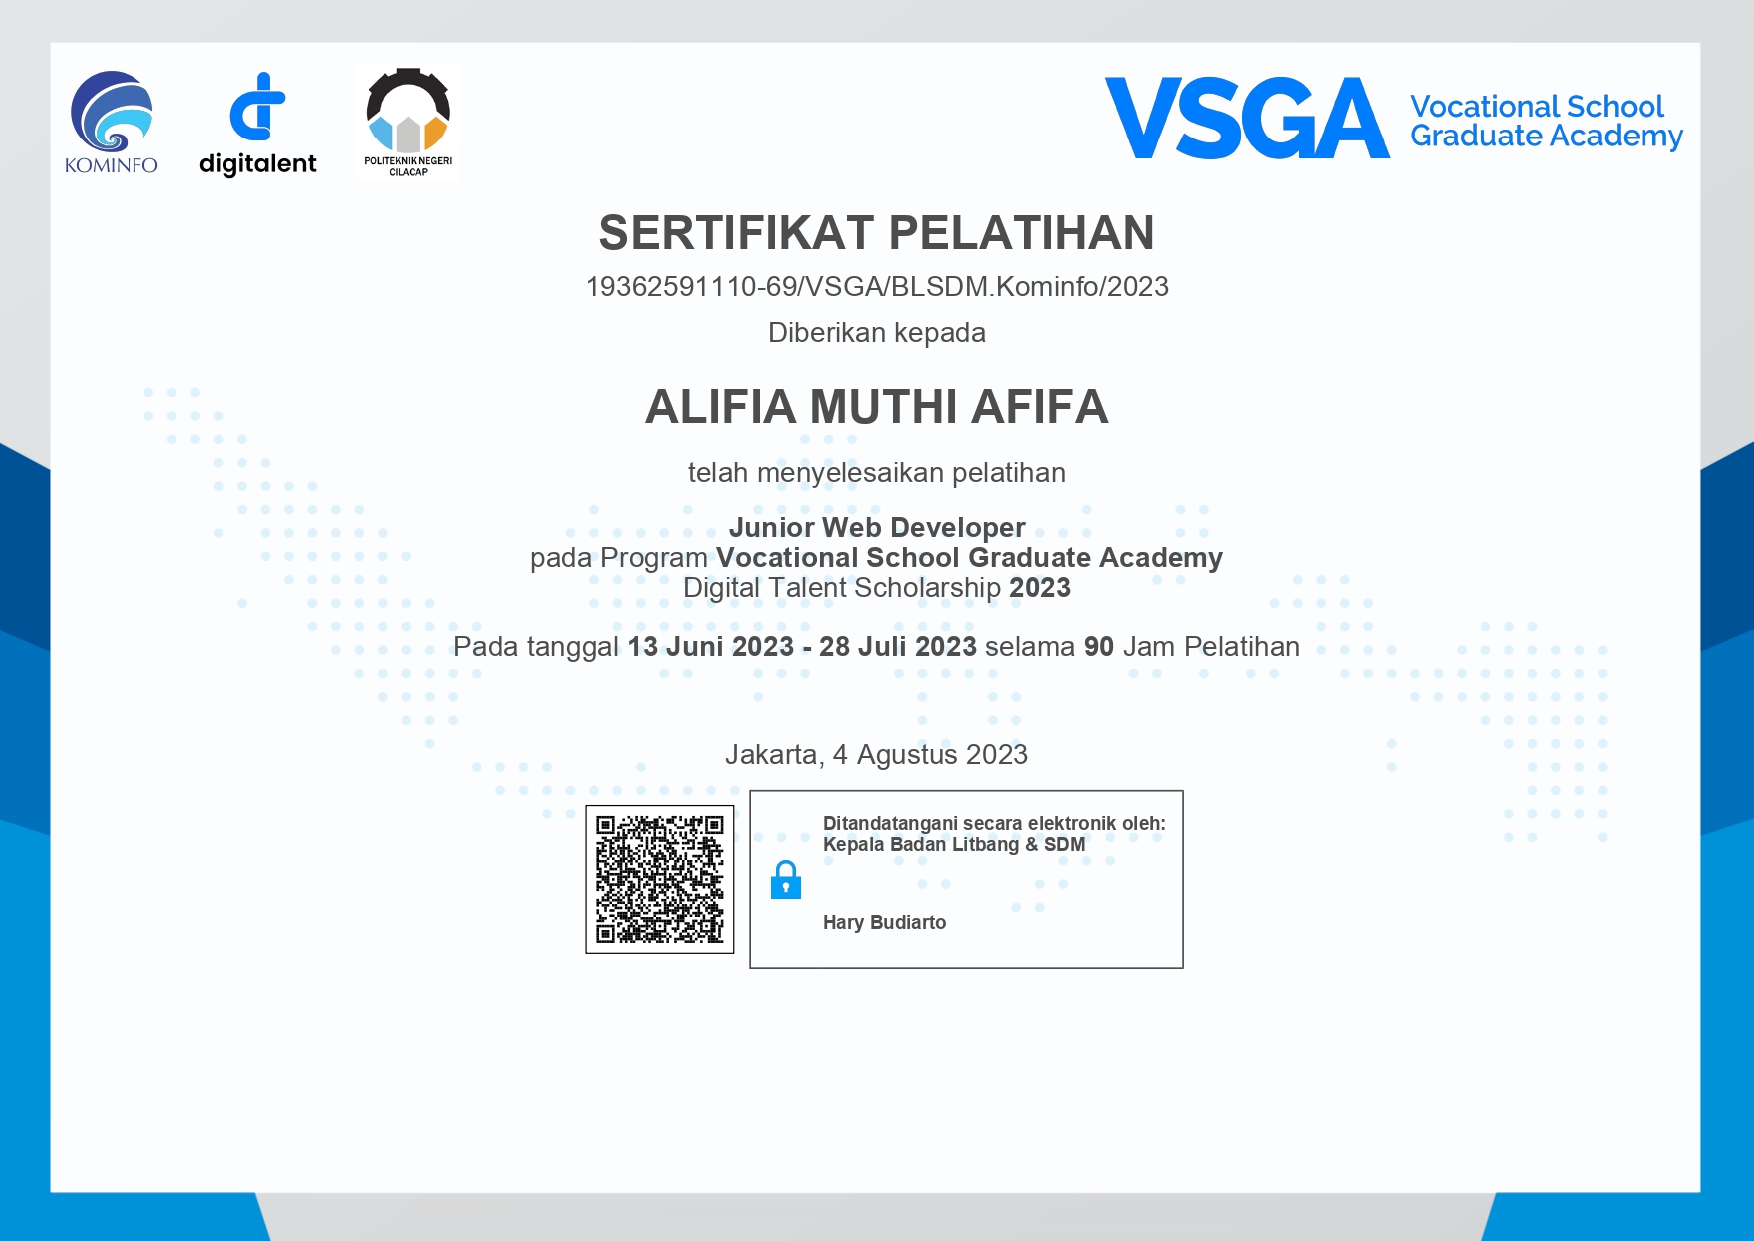 KOMINFO
digitalent
POLITEKNIK NEGERI
CILACAP
VSGA
Vocational School
Graduate Academy
SERTIFIKAT PELATIHAN
19362591110-69/VSGA/BLSDM.Kominfo/2023
Diberikan kepada
ALIFIA MUTHI AFIFA
telah menyelesaikan pelatihan
Junior Web Developer
pada Program Vocational School Graduate Academy
Digital Talent Scholarship 2023
Pada tanggal 13 Juni 2023 - 28 Juli 2023 selama 90 Jam Pelatihan
Jakarta, 4 Agustus 2023
Ditandatangani secara elektronik oleh:
Kepala Badan Litbang & SDM
Hary Budiarto